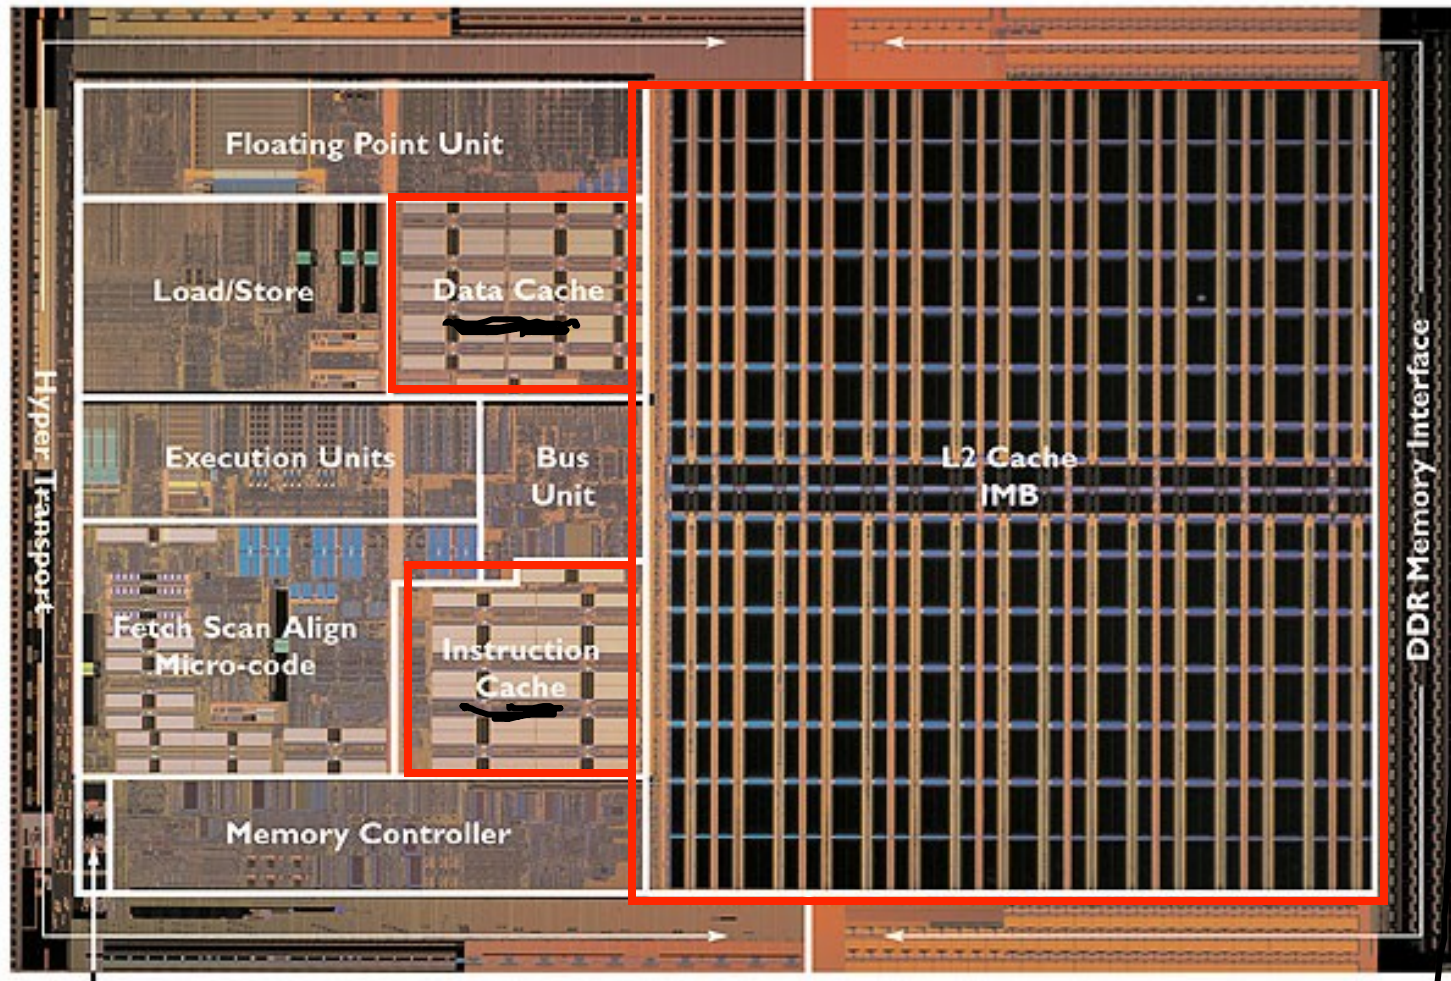 Floating Point Unit
Load/Store
Data Cache
Hyper Transport
Execution Units
Bus
Unit
L2 Cache
IMB
DDR Memory Interface
Fetch Scan Align
Micro-code
Instruction
Cache
Memory Controller